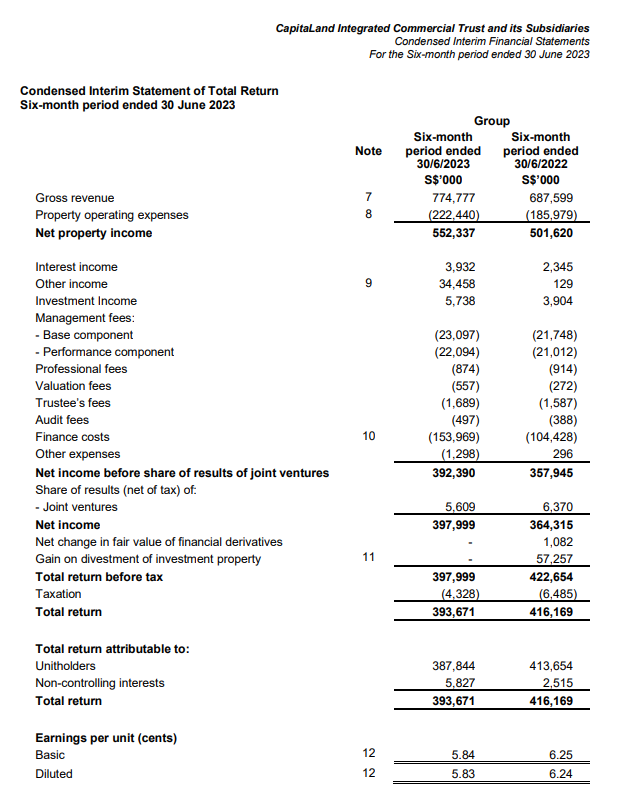 CapitaLand Integrated Commercial Trust and its Subsidiaries
Condensed Interim Financial Statements
For the Six-month period ended 30 June 2023
Condensed Interim Statement of Total Return
Six-month period ended 30 June 2023
Group
Six-month Six-month
Note period ended period ended
30/6/2023 30/6/2022
S$'000 S$'000
Gross revenue 7 774,777 687,599
Property operating expenses 8 (222,440) (185,979)
Net property income 552,337 501,620
Interest income 3,932 2,345
Other income 9 34,458 129
Investment Income 5,738 3,904
Management fees:
- Base component (23,097) (21,748)
- Performance component (22,094) (21,012)
Professional fees (874) (914)
Valuation fees (557) (272)
Trustee's fees (1,689) (1,587)
Audit fees (497) (388)
Finance costs 10 (153,969) (104,428)
Other expenses (1,298) 296
Net income before share of results of joint ventures 392,390 357,945
Share of results (net of tax) of:
- Joint ventures 5,609 6,370
Net income 397,999 364,315
Net change in fair value of financial derivatives - 1,082
Gain on divestment of investment property 11 - 57,257
Total return before tax 397,999 422,654
Taxation (4,328) (6,485)
Total return 393,671 416,169
Total return attributable to:
Unitholders 387,844 413,654
Non-controlling interests 5,827 2,515
Total return 393,671 416,169
Earnings per unit (cents)
Basic 12 5.84 6.25
Diluted 12 5.83 6.24